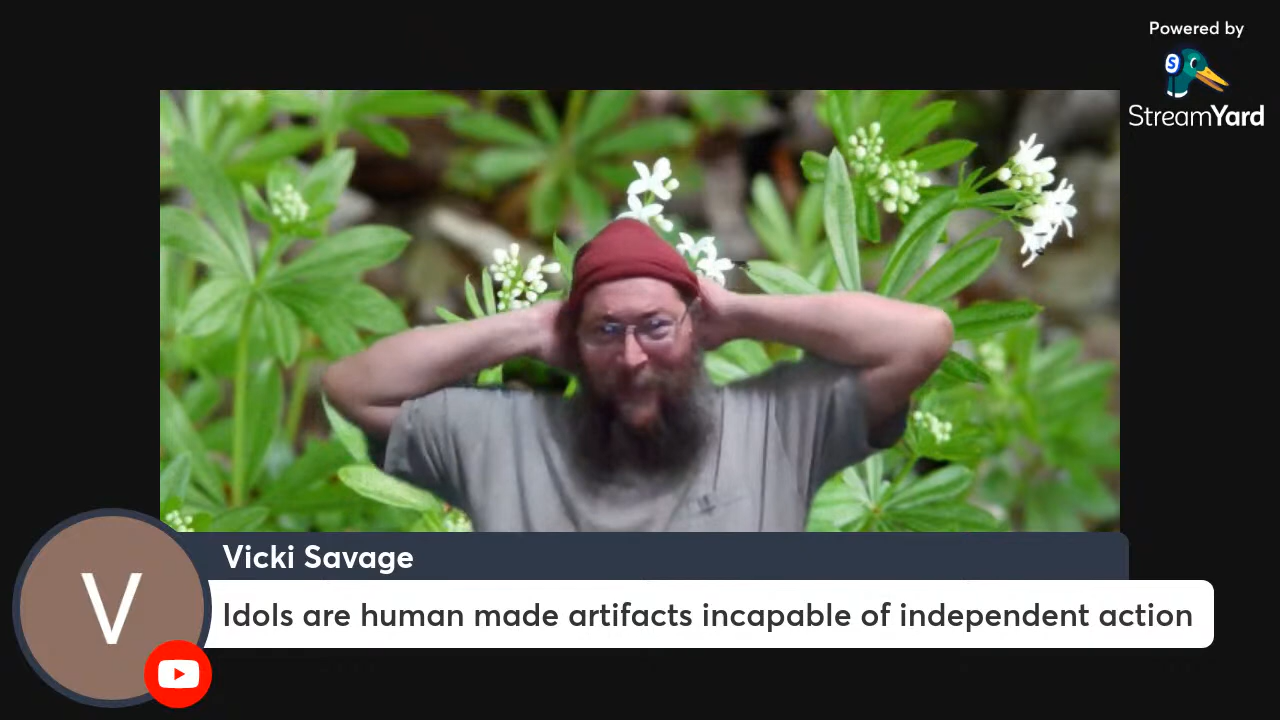 Powered by
StreamYard
Vicki Savage
Idols are human made artifacts incapable of independent action
V
S